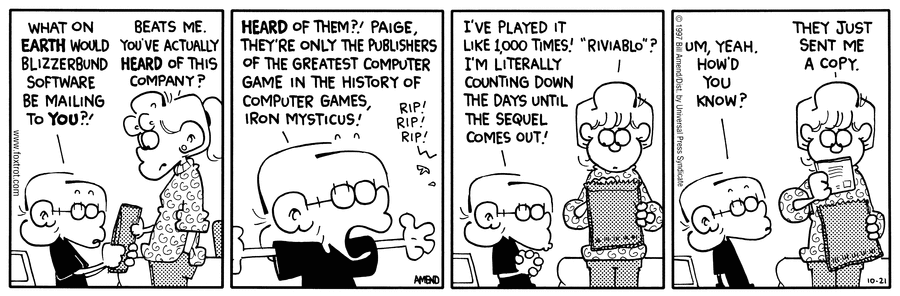 WHAT ON
EARTH WOULD
BLIZZERBUND
SOFTWARE
BE MAILING
TO YOU?!
BEATS ME.
YOU'VE ACTUALLY
HEARD OF THIS
COMPANY?
www.foxtrot.com
HEARD OF THEM?! PAIGE,
THEY'RE ONLY THE PUBLISHERS
OF THE GREATEST COMPUTER
GAME IN THE HISTORY OF
COMPUTER GAMES,
IRON MYSTICUS!
RIP!
RIP!
RIP!
AMEND
I'VE PLAYED IT
LIKE 1,000 TIMES!
I'M LITERALLY
COUNTING DOWN
THE DAYS UNTIL
THE SEQUEL
COMES OUT!
"RIVIABLO"?
© 1997 Bill Amend/Dist. by Universal Press Syndicate
UM, YEAH.
HOW'D
YOU
KNOW?
THEY JUST
SENT ME
A COPY.
10-21